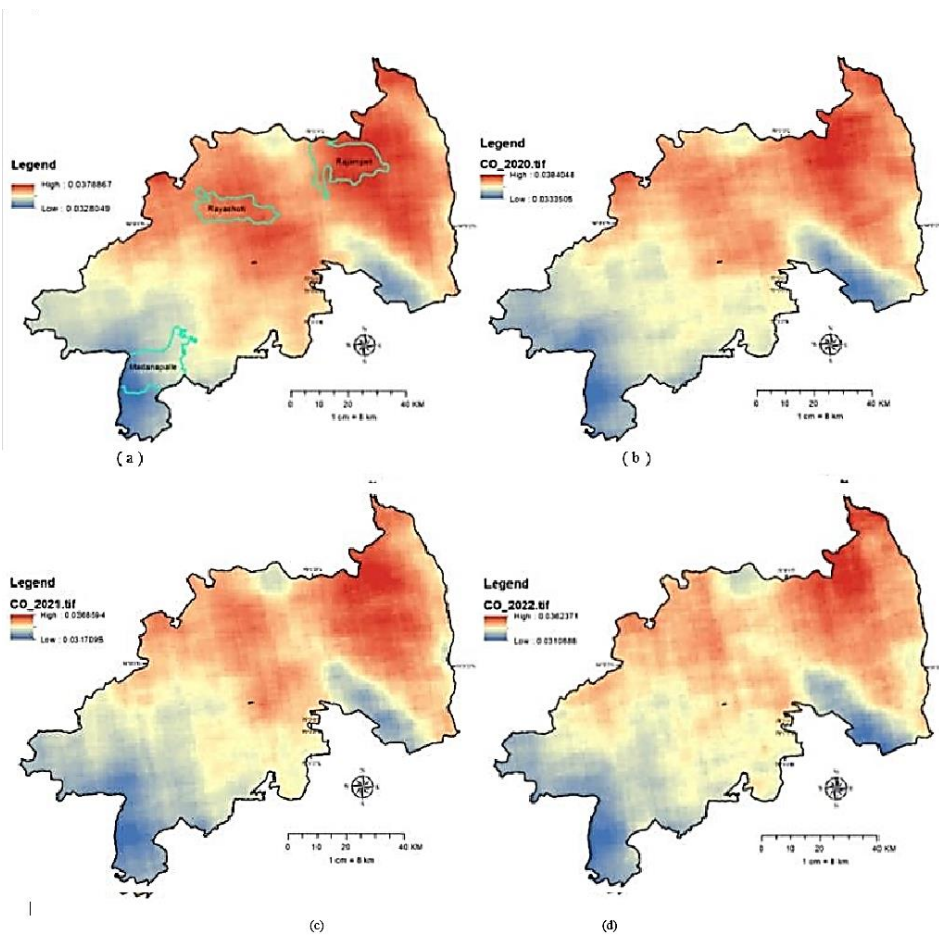 Legend
High : 0.0378867
Low : 0.0328049
Rajampet
Rayachoti
Madanapalle
N
S
0 10 20 40 KM
1 cm = 8 km
( a )
Legend
CO_2020.tif
High : 0.0384048
Low : 0.0333505
N
S
0 10 20 40 KM
1 cm = 8 km
( b )
Legend
CO_2021.tif
High : 0.0368594
Low : 0.0317095
0 10 20 40 KM
1 cm = 8 km
(c)
Legend
CO_2022.tif
High : 0.0362371
Low : 0.0310888
0 10 20 40 KM
1 cm = 8 km
(d)